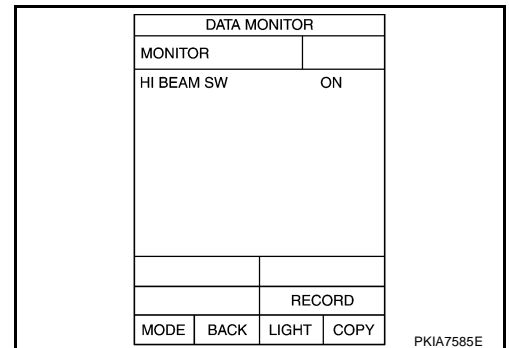 DATA MONITOR
MONITOR
HI BEAM SW ON
RECORD
MODE BACK LIGHT COPY
PKIA7585E